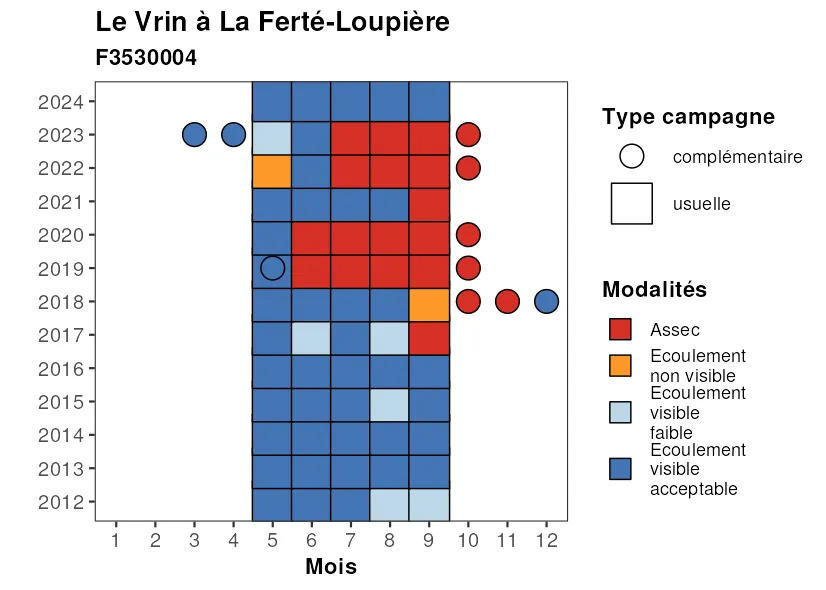 Le Vrin à La Ferté-Loupière
F3530004
2024
2023
2022
2021
2020
2019
2018
2017
2016
2015
2014
2013
2012
1 2 3 4 5 6 7 8 9 10 11 12
Mois
Type campagne
complémentaire
usuelle
Modalités
Assec
Ecoulement
non visible
Ecoulement
visible
faible
Ecoulement
visible
acceptable